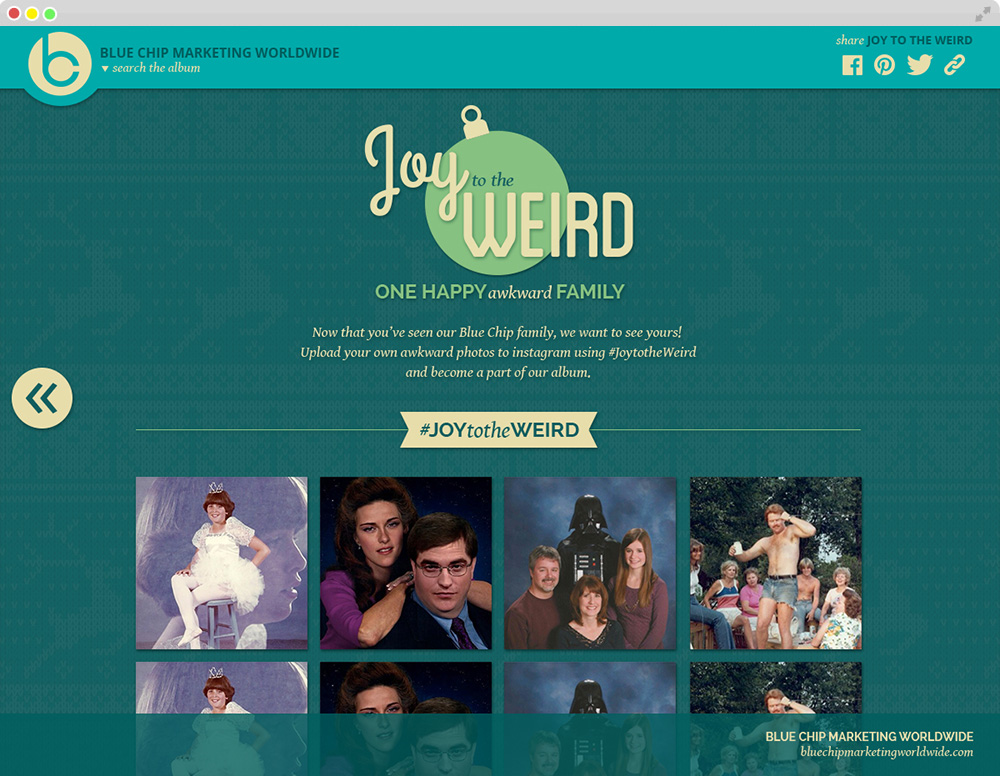 BLUE CHIP MARKETING WORLDWIDE
▼ search the album
share JOY TO THE WEIRD
Joy
to the
WEIRD
ONE HAPPY awkward FAMILY
Now that you've seen our Blue Chip family, we want to see yours!
Upload your own awkward photos to instagram using #JoytotheWeird
and become a part of our album.
#JOYtotheWEIRD
BLUE CHIP MARKETING WORLDWIDE
bluechipmarketingworldwide.com